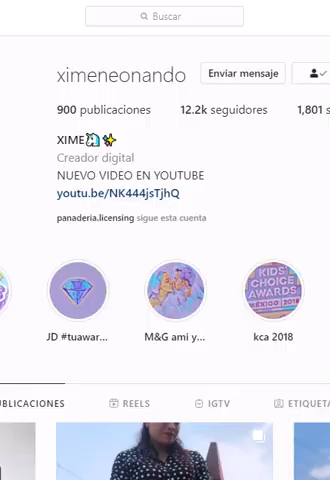 Buscar
ximeneonando
Enviar mensaje
900 publicaciones 12.2k seguidores 1,801 s
XIME
Creador digital
NUEVO VIDEO EN YOUTUBE
youtu.be/NK444jsTjhQ
panaderia.licensing sigue esta cuenta
KIDS
CHOICE
AWARDS
MÉXICO 2018
JD #tuawar... M&G ami y... kca 2018
UBLICACIONES REELS IGTV ETIQUETA